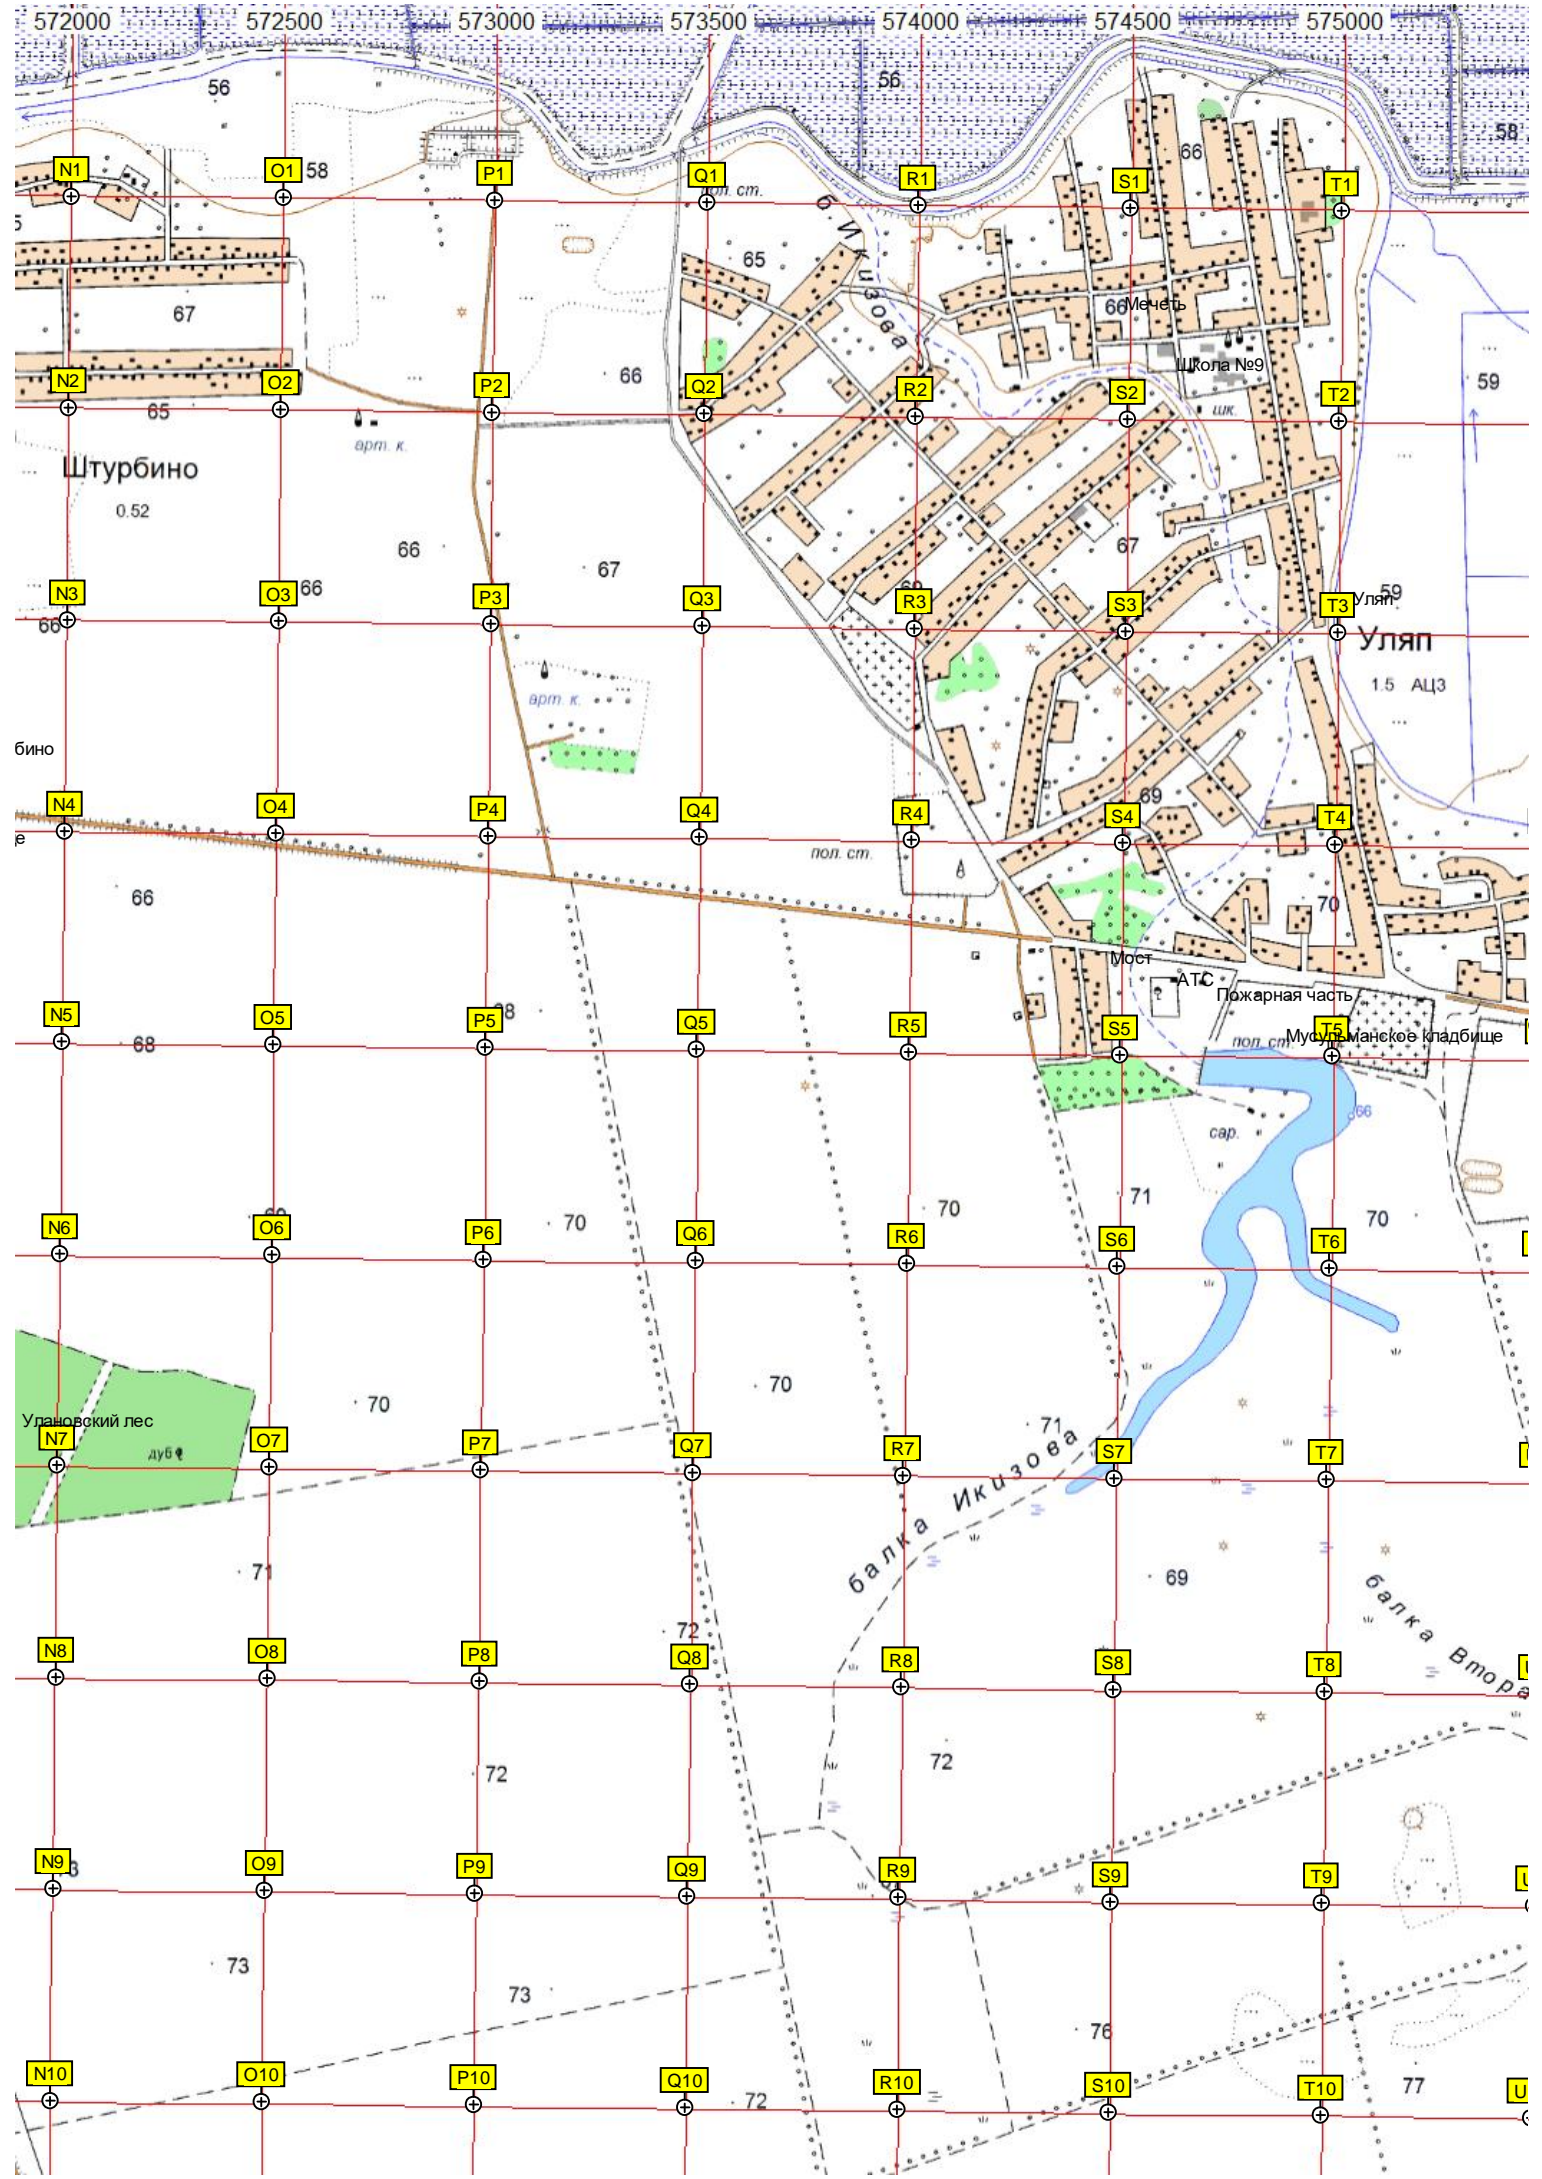 572000 572500 573000 573500 574000 574500 575000
56 56
58
66
N1 O1 58 P1 Q1 R1 S1 T1
пол. ст.
б. Икизова
65
67
66 Мечеть
Школа №9
66
59
N2 O2 P2 Q2 R2 S2 T2
65
шк.
арт. к.
Штурбино
0.52
66
67
67
N3 O3 66 P3 Q3 R3 S3 T3 Уляп 59
66
Уляп
1.5 АЦЗ
арт. к.
бино
69
N4 O4 P4 Q4 R4 S4 T4
е
пол. ст.
66
70
Мост
АТС
Пожарная часть
N5 O5 P5 Q5 R5 S5 T5
68
пол. ст.
Мусульманское кладбище
66
сар.
71
70 70 70
N6 O6 P6 Q6 R6 S6 T6
70
70
71
Улановский лес
N7 O7 P7 Q7 R7 S7 T7
дуб
балка Икизова
71
69
балка Втора
72
N8 O8 P8 Q8 R8 S8 T8
72
72
N9 O9 P9 Q9 R9 S9 T9
73
73
76
N10 O10 P10 Q10 R10 S10 T10 U
72
77